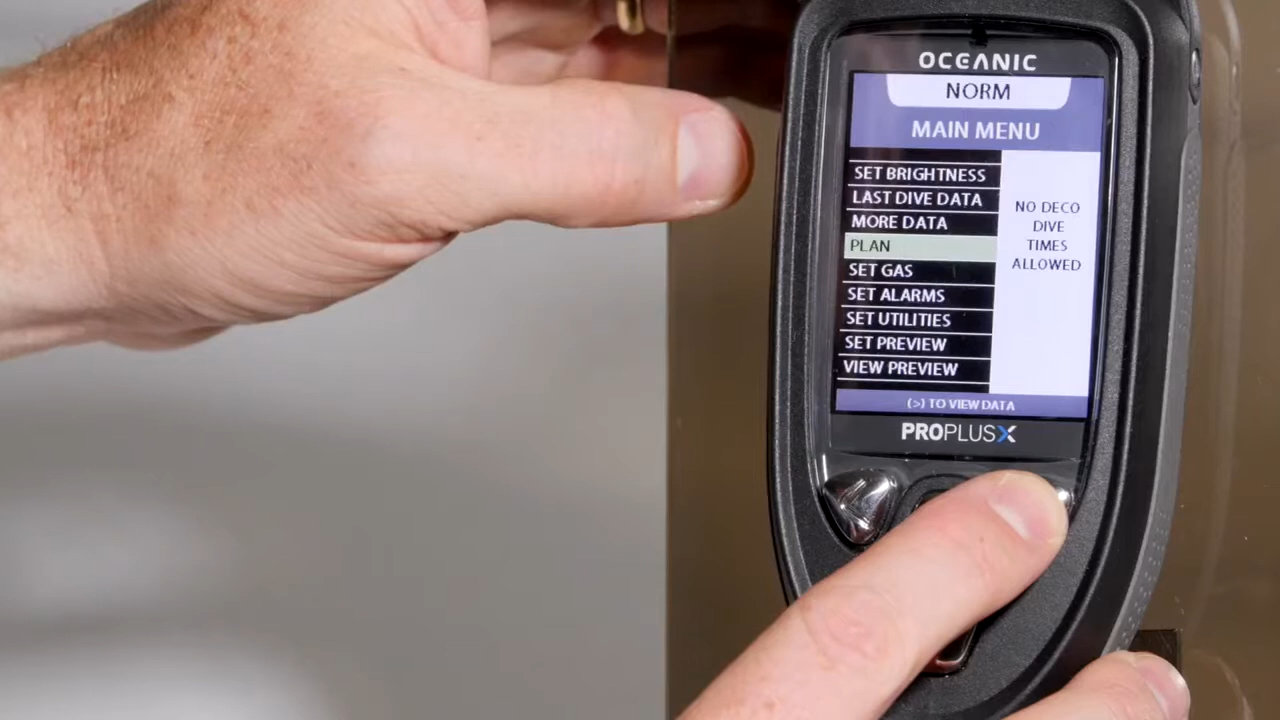 OCEANIC
NORM
MAIN MENU
SET BRIGHTNESS
LAST DIVE DATA
MORE DATA
PLAN
SET GAS
SET ALARMS
SET UTILITIES
SET PREVIEW
VIEW PREVIEW
NO DECO
DIVE
TIMES
ALLOWED
(>) TO VIEW DATA
PROPLUSX